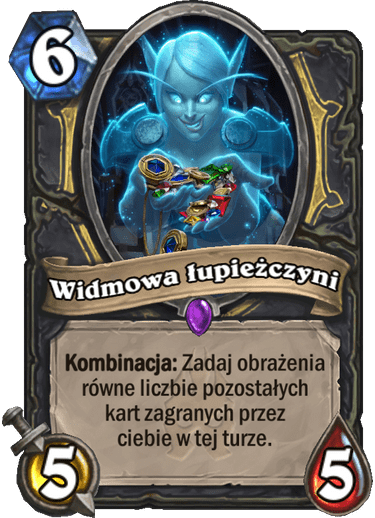 6
Widmowa łupieżczyni
Kombinacja: Zadaj obrażenia
równe liczbie pozostałych
kart zagranych przez
ciebie w tej turze.
5
5